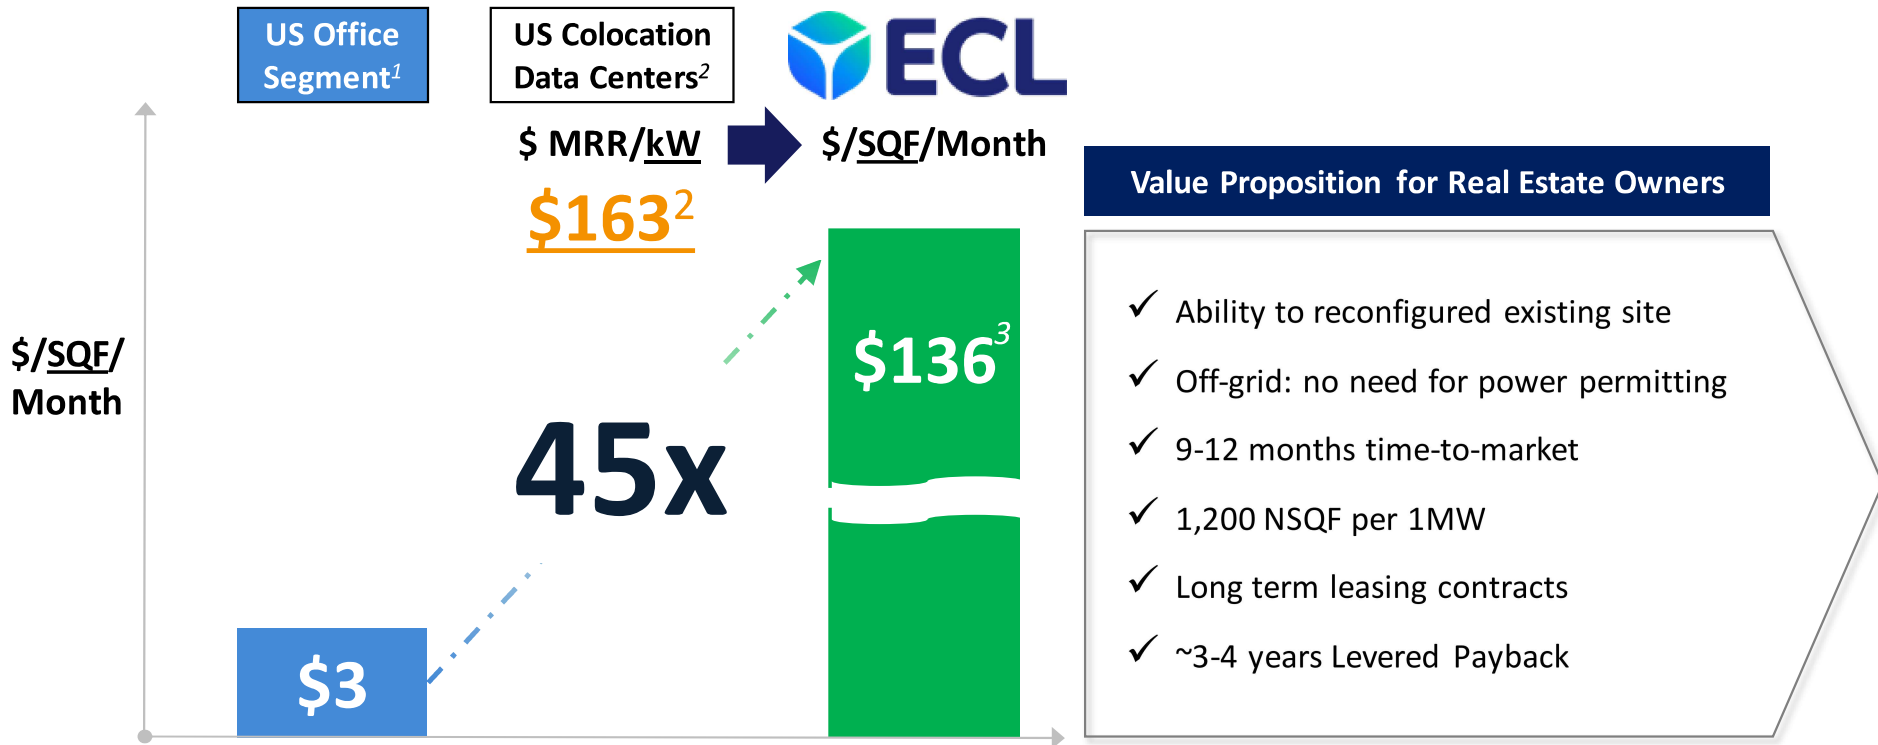 US Office
Segment1
US Colocation
Data Centers2
ECL
$ MRR/kW
$/SQF/Month
$1632
Value Proposition for Real Estate Owners
$/SQF/
Month
45x
$1363
$3
✓ Ability to reconfigured existing site
✓ Off-grid: no need for power permitting
✓ 9-12 months time-to-market
✓ 1,200 NSQF per 1MW
✓ Long term leasing contracts
✓ ~3-4 years Levered Payback